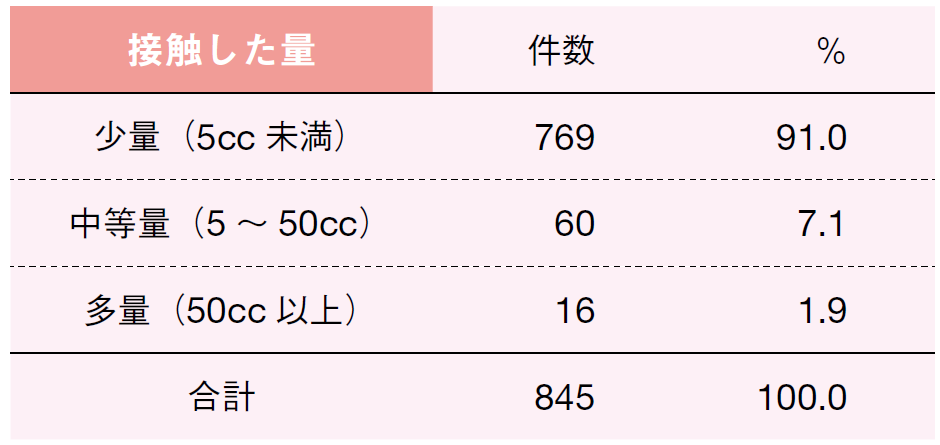 接触した量 件数 %
少量（5cc 未満） 769 91.0
中等量（5 〜 50cc） 60 7.1
多量（50cc 以上） 16 1.9
合計 845 100.0